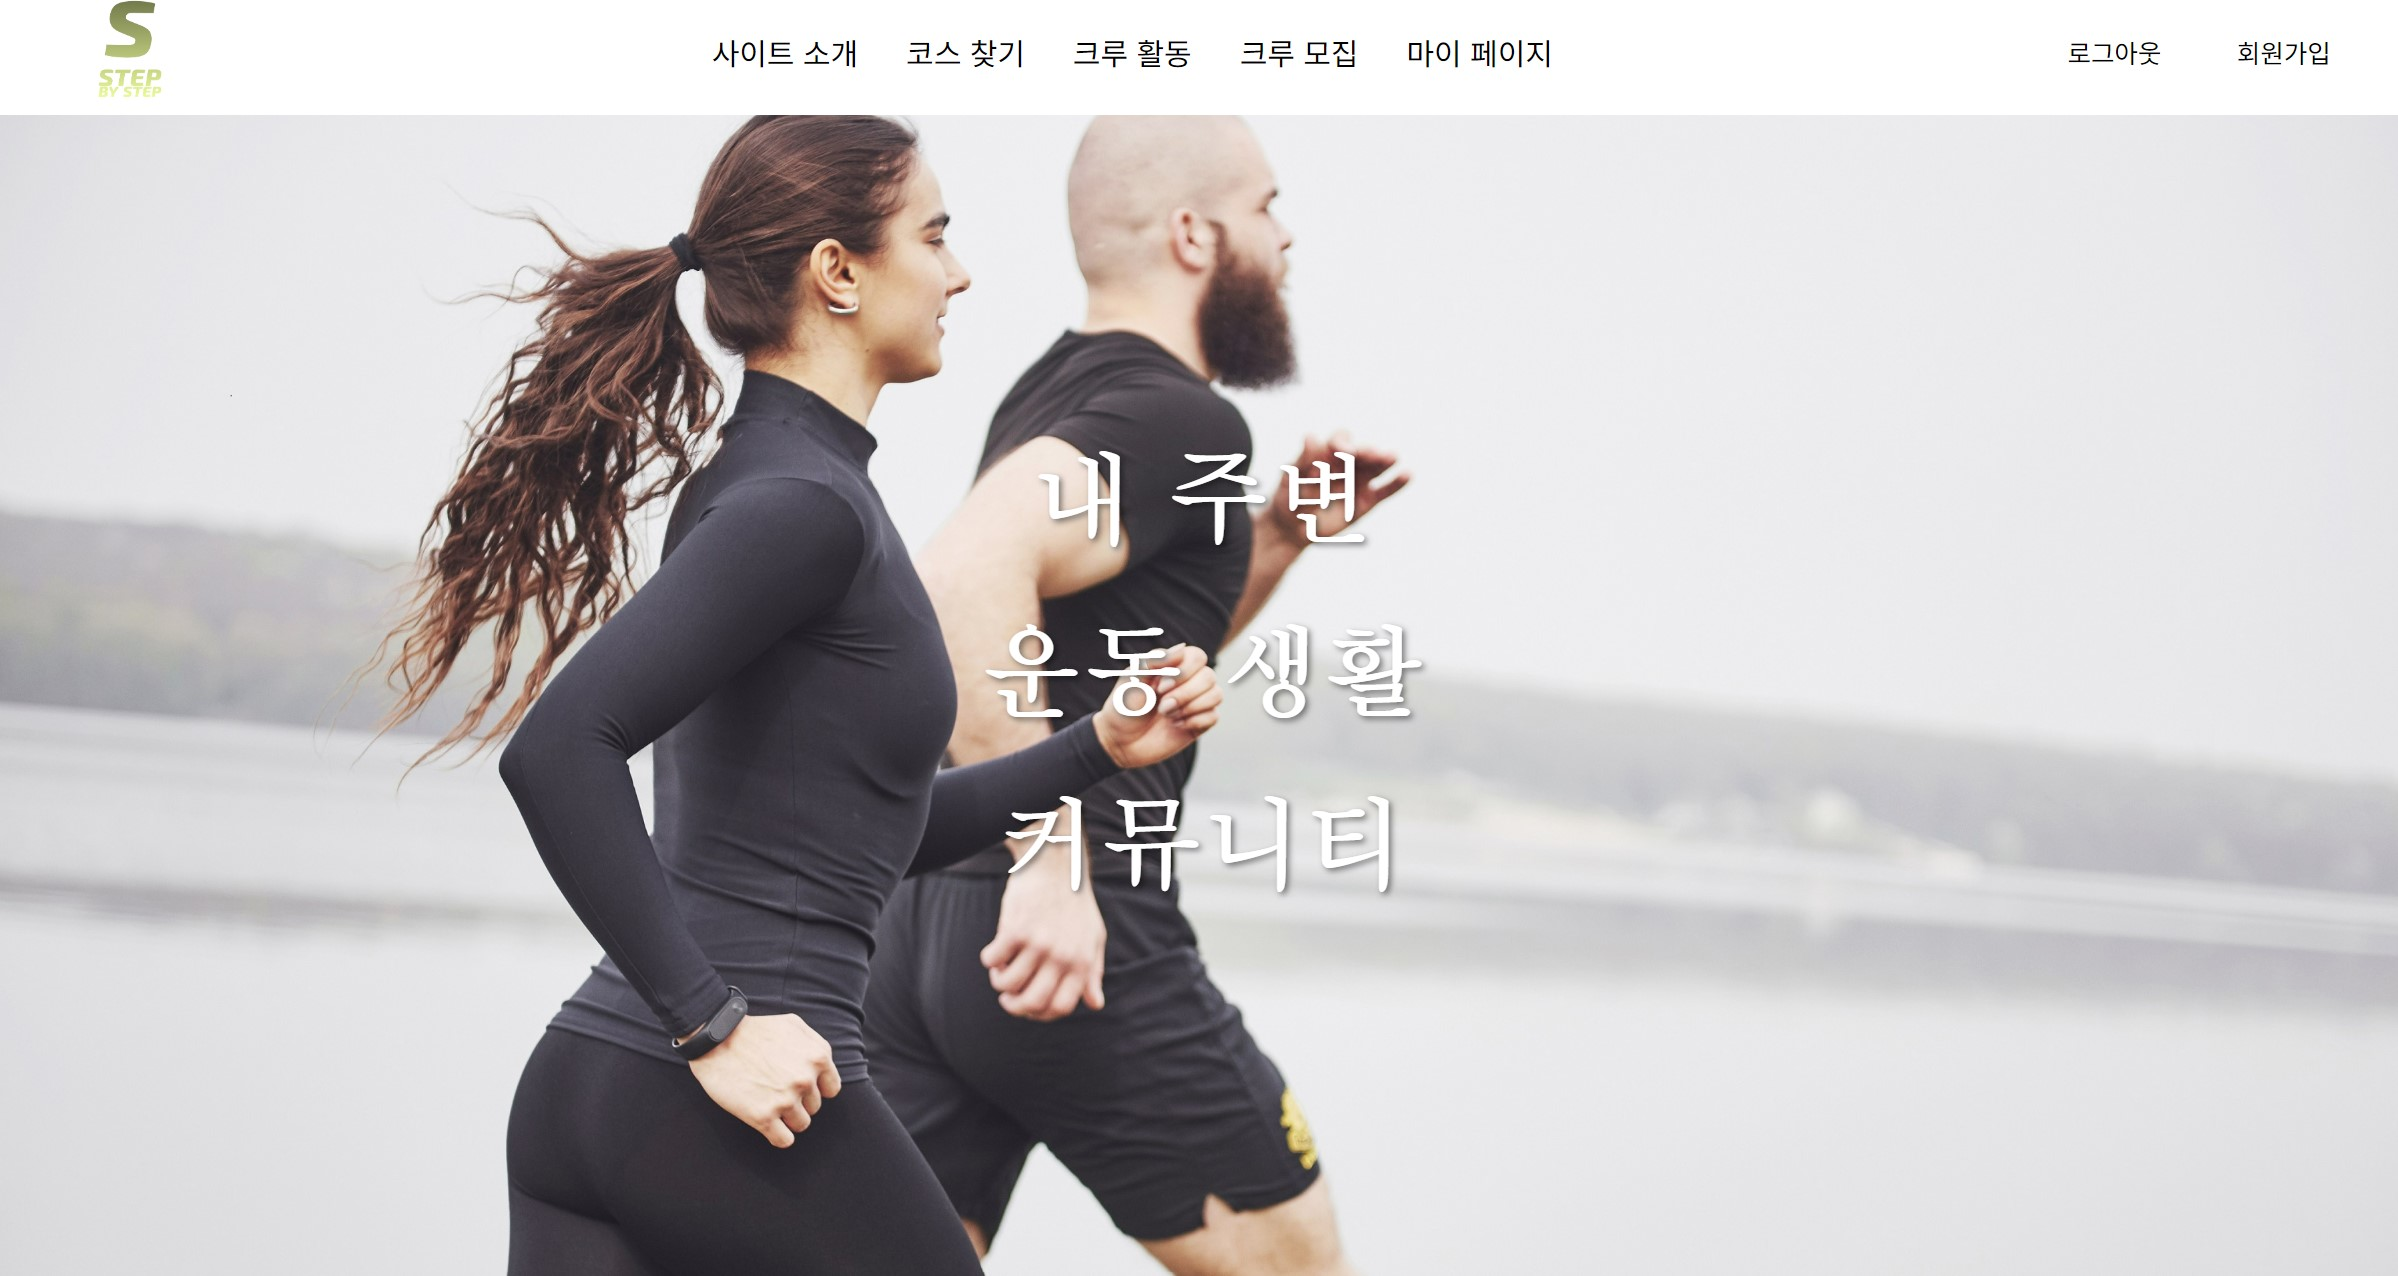 S
STEP
BY STEP
사이트 소개 코스 찾기 크루 활동 크루 모집 마이 페이지 로그아웃 회원가입
내 주변
운동 생활
커뮤니티